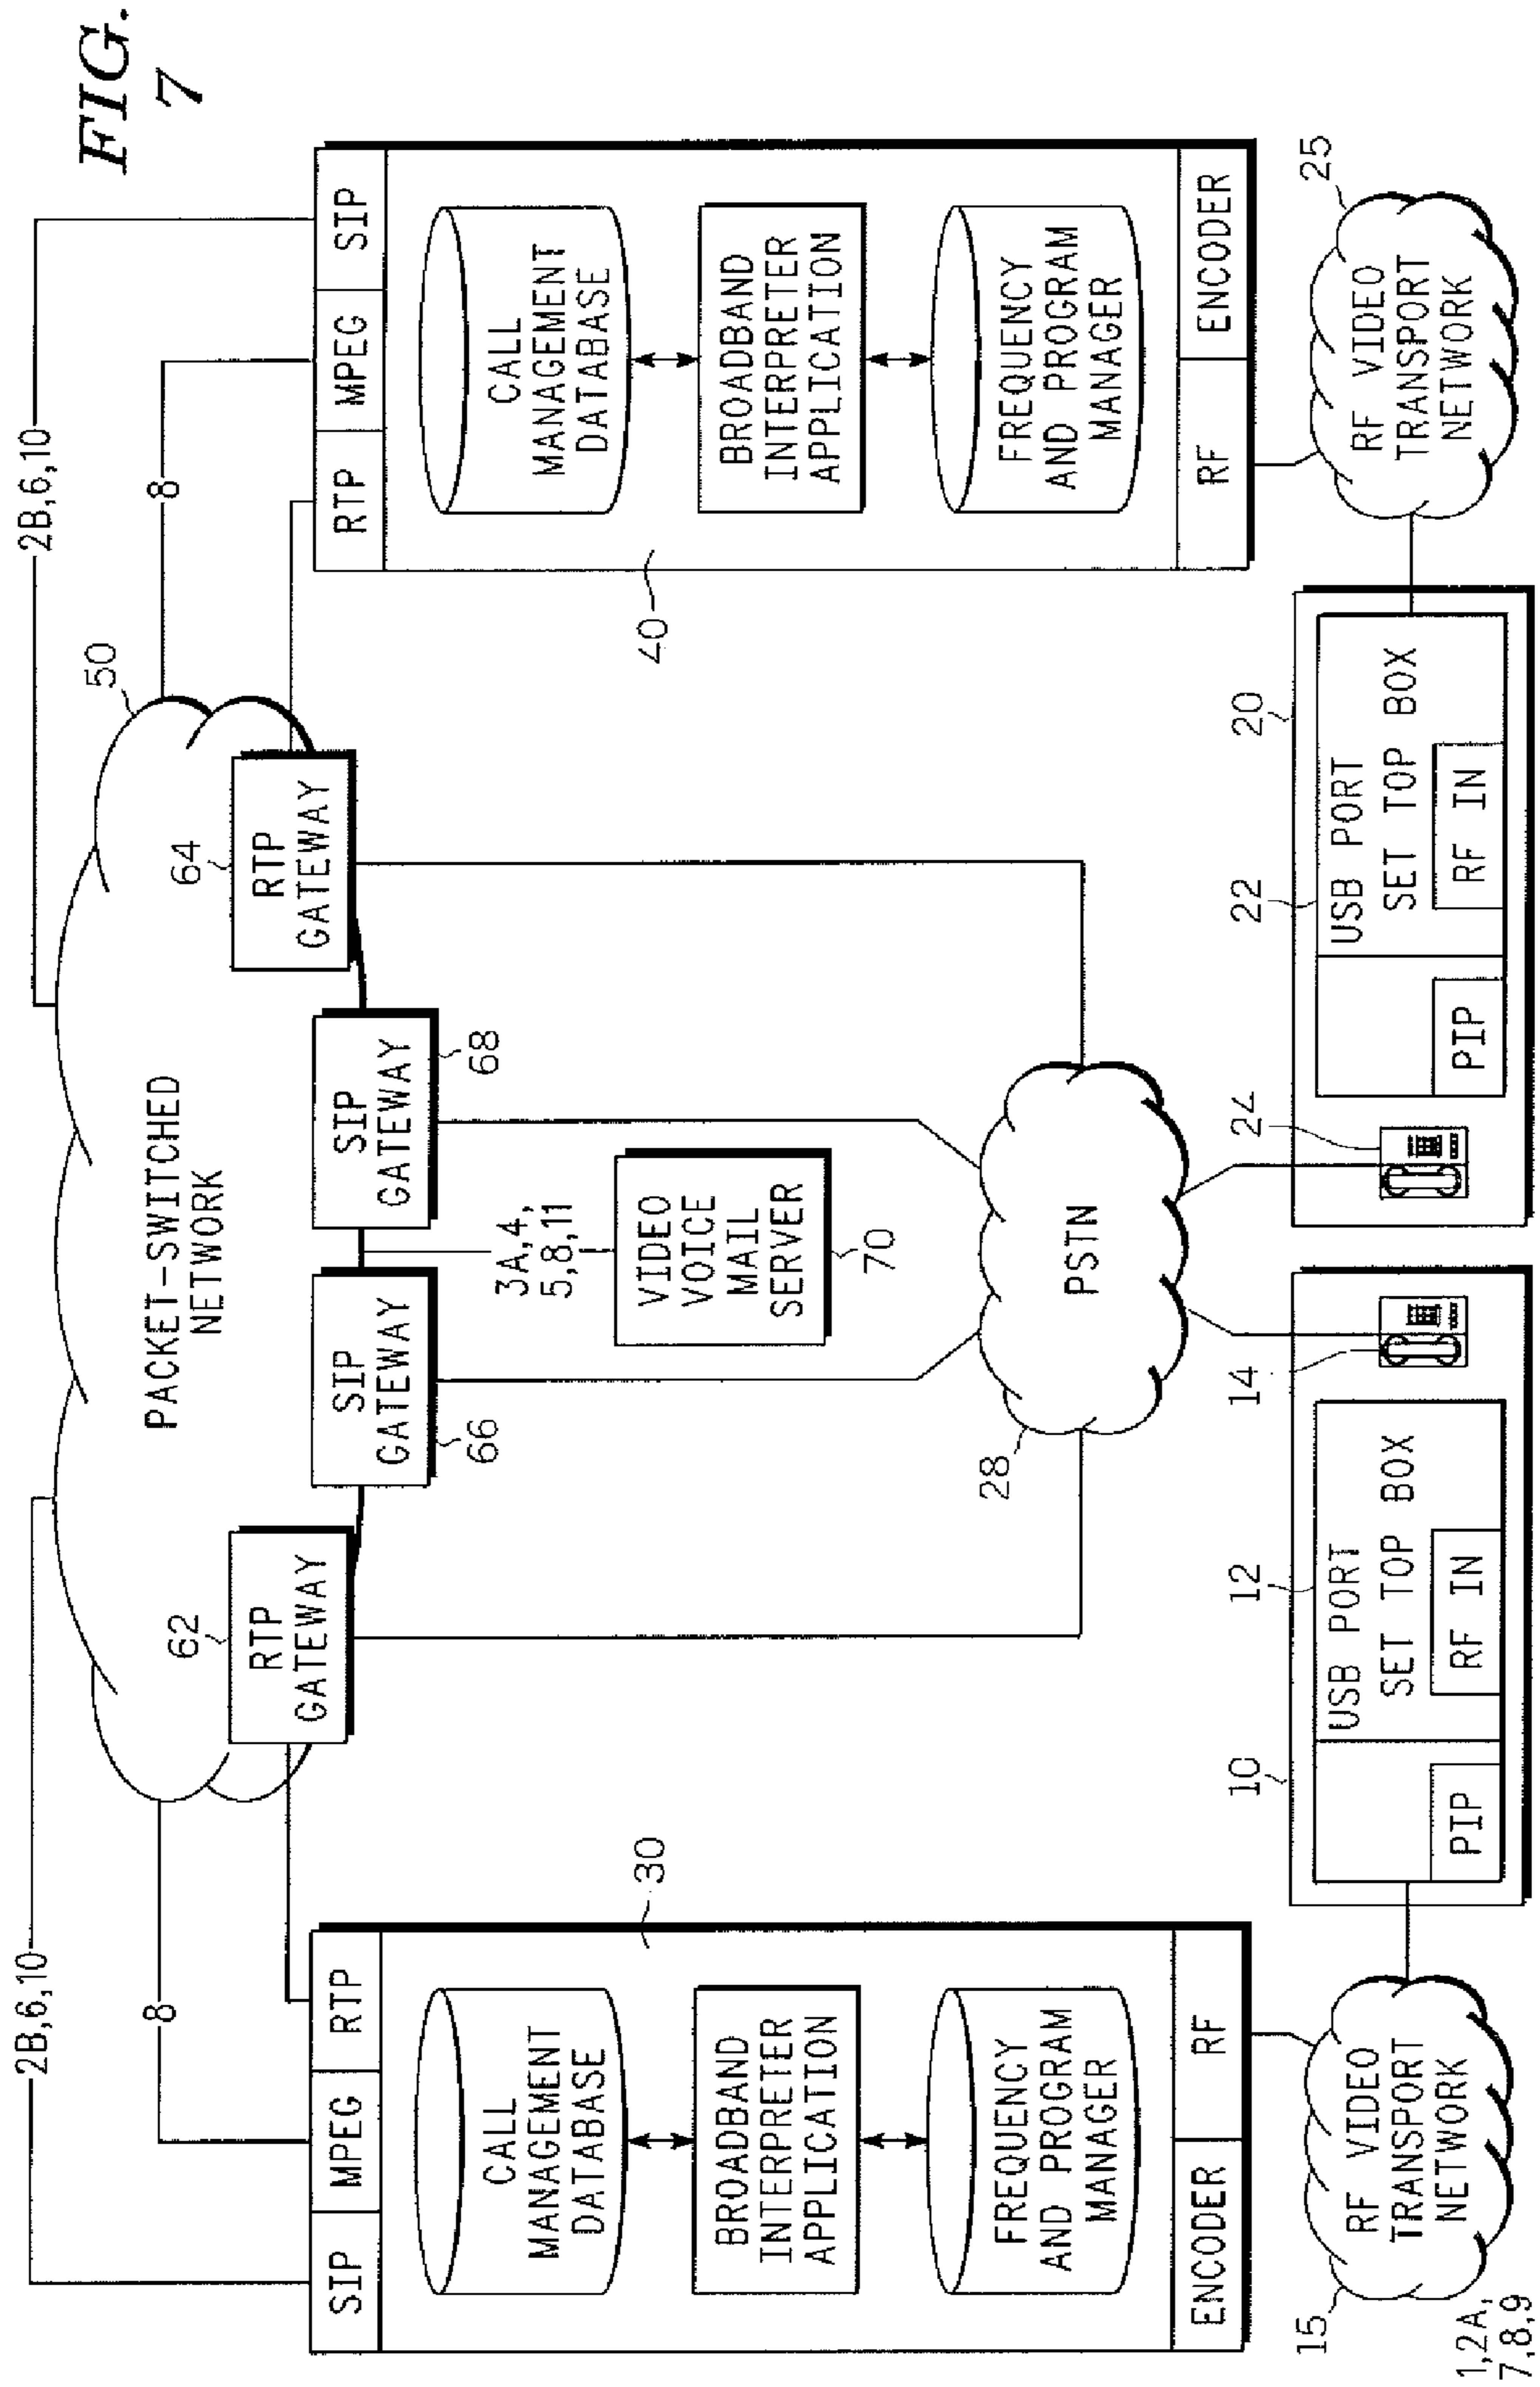 FIG.
7
2B,6,10
2B,6,10
8
8
50
PACKET-SWITCHED
NETWORK
62
RTP
GATEWAY
SIP
GATEWAY
66
SIP
GATEWAY
68
64
RTP
GATEWAY
3A,4,
5,8,11
VIDEO
VOICE
MAIL
SERVER
70
SIP
MPEG
RTP
30
CALL
MANAGEMENT
DATABASE
BROADBAND
INTERPRETER
APPLICATION
FREQUENCY
AND PROGRAM
MANAGER
ENCODER
RF
RTP
MPEG
SIP
40
CALL
MANAGEMENT
DATABASE
BROADBAND
INTERPRETER
APPLICATION
FREQUENCY
AND PROGRAM
MANAGER
RF
ENCODER
28
PSTN
15
RF VIDEO
TRANSPORT
NETWORK
1,2A,
7,8,9
10
12
14
USB PORT
SET TOP BOX
PIP
RF IN
24
22
20
USB PORT
SET TOP BOX
PIP
RF IN
25
RF VIDEO
TRANSPORT
NETWORK